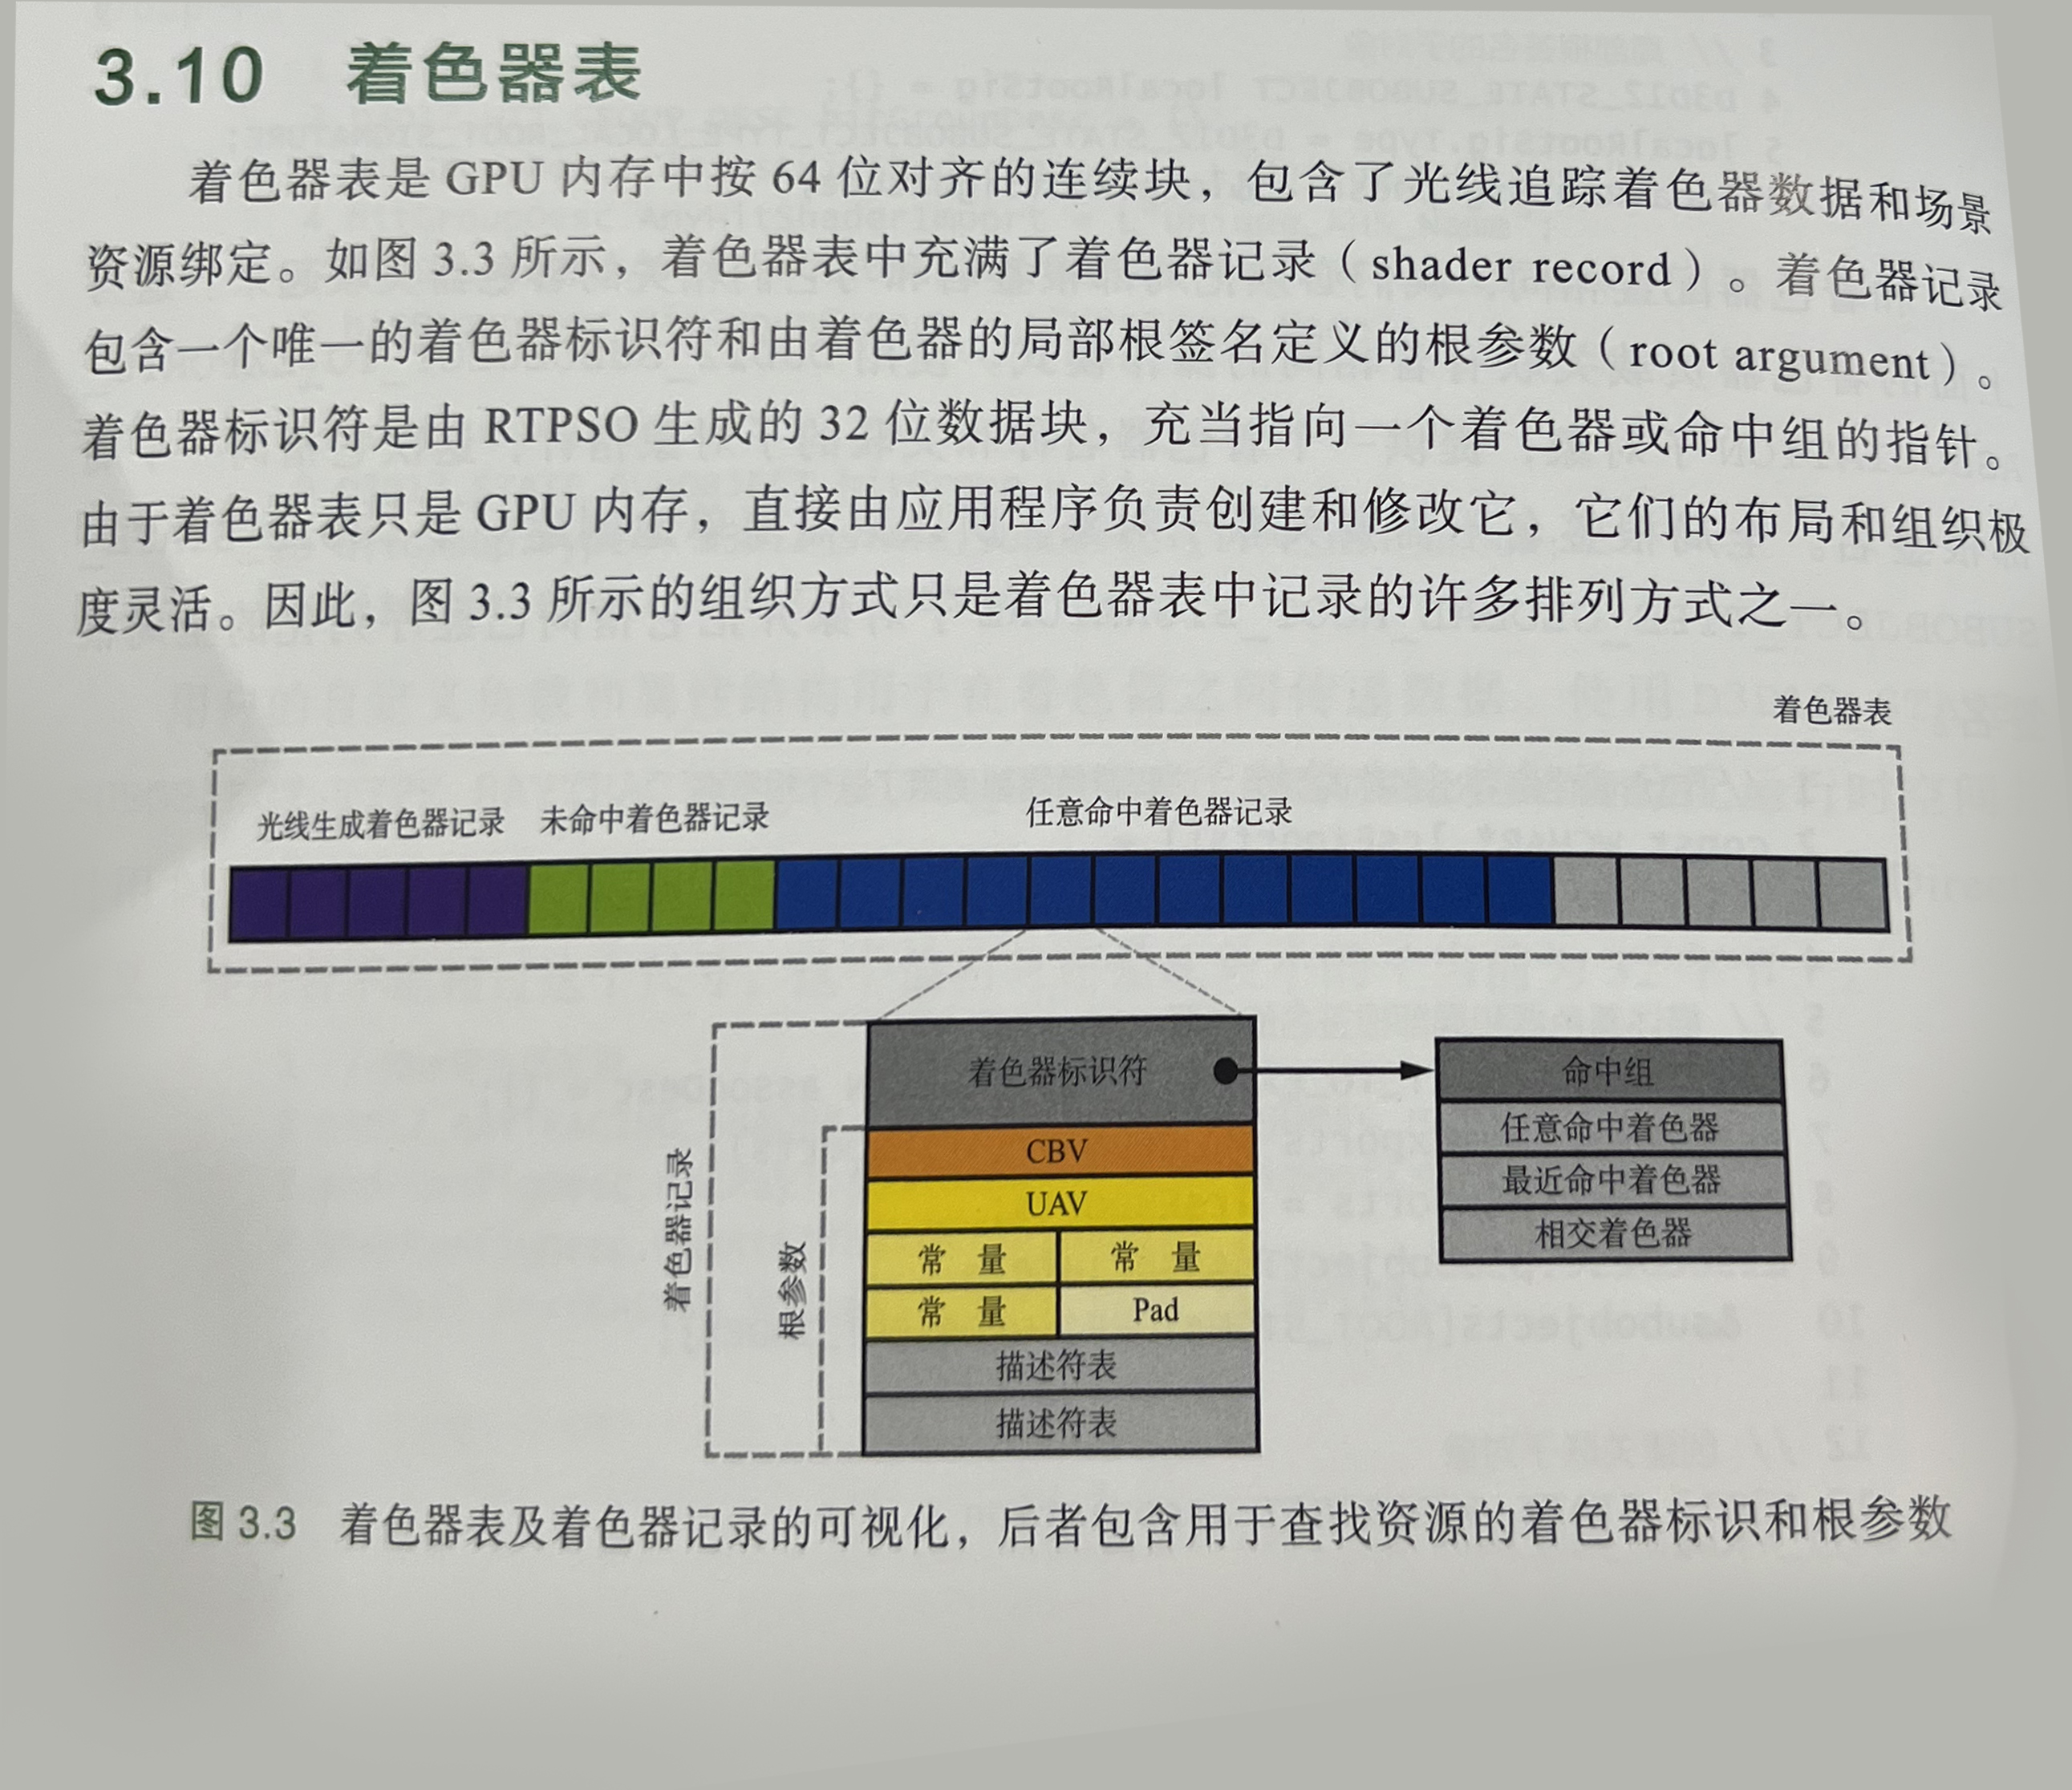 3.10 着色器表
着色器表是 GPU 内存中按 64 位对齐的连续块，包含了光线追踪着色器数据和场景
资源绑定。如图 3.3 所示，着色器表中充满了着色器记录（shader record）。着色器记录
包含一个唯一的着色器标识符和由着色器的局部根签名定义的根参数（root argument）。
着色器标识符是由 RTPSO 生成的 32 位数据块，充当指向一个着色器或命中组的指针。
由于着色器表只是 GPU 内存，直接由应用程序负责创建和修改它，它们的布局和组织极
度灵活。因此，图 3.3 所示的组织方式只是着色器表中记录的许多排列方式之一。
着色器表
光线生成着色器记录 未命中着色器记录 任意命中着色器记录
着色器记录
根参数
着色器标识符
CBV
UAV
常 量 常 量
常 量 Pad
描述符表
描述符表
命中组
任意命中着色器
最近命中着色器
相交着色器
图 3.3 着色器表及着色器记录的可视化，后者包含用于查找资源的着色器标识和根参数